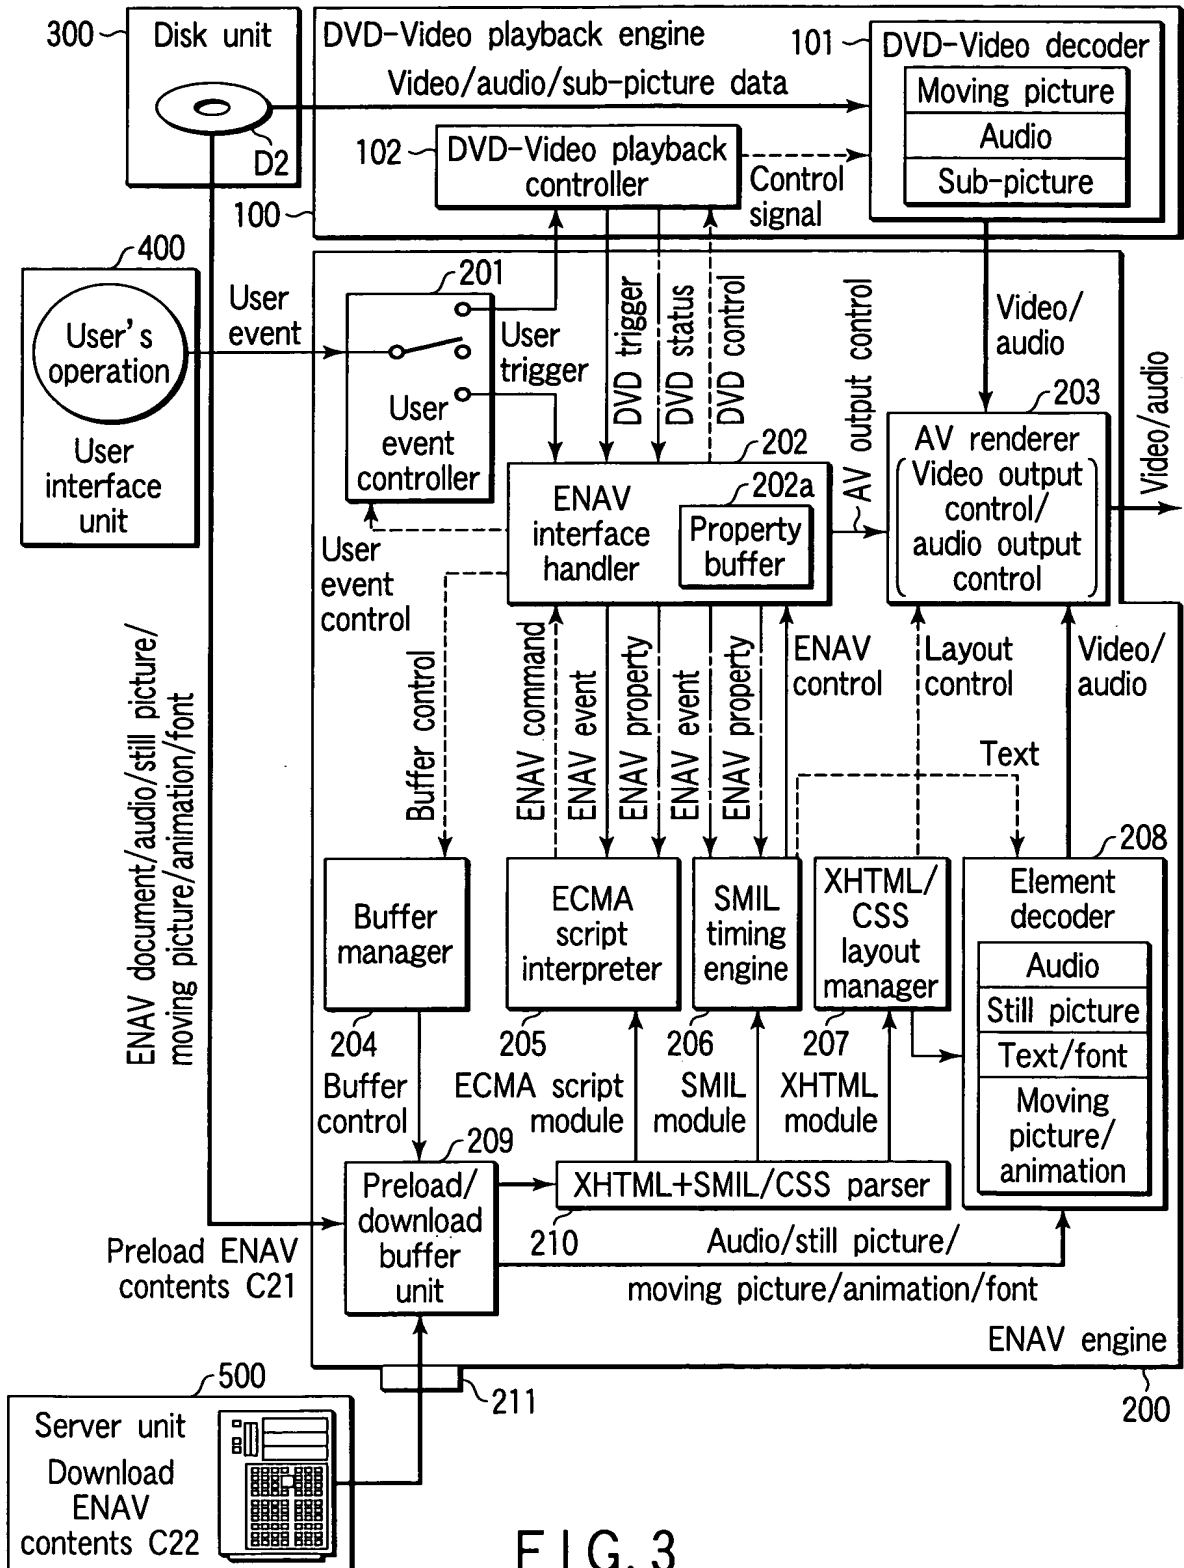 300
Disk unit
D2
DVD-Video playback engine
Video/audio/sub-picture data
101
DVD-Video decoder
Moving picture
Audio
Sub-picture
102
DVD-Video playback
controller
Control
signal
100
400
User's
operation
User
interface
unit
User
event
201
User
trigger
User
event
controller
DVD trigger
DVD status
DVD control
AV output control
Video/
audio
203
AV renderer
Video output
control/
audio output
control
Video/audio
202
202a
ENAV
interface
handler
Property
buffer
User
event
control
Buffer control
ENAV command
ENAV event
ENAV property
ENAV event
ENAV property
ENAV
control
Layout
control
Video/
audio
Text
ENAV document/audio/still picture/
moving picture/animation/font
Buffer
manager
204
ECMA
script
interpreter
205
SMIL
timing
engine
206
XHTML/
CSS
layout
manager
207
208
Element
decoder
Audio
Still picture
Text/font
Moving
picture/
animation
Buffer
control
ECMA script
module
SMIL
module
XHTML
module
209
Preload/
download
buffer
unit
XHTML+SMIL/CSS parser
210
Audio/still picture/
moving picture/animation/font
Preload ENAV
contents C21
ENAV engine
200
211
500
Server unit
Download
ENAV
contents C22
FIG. 3